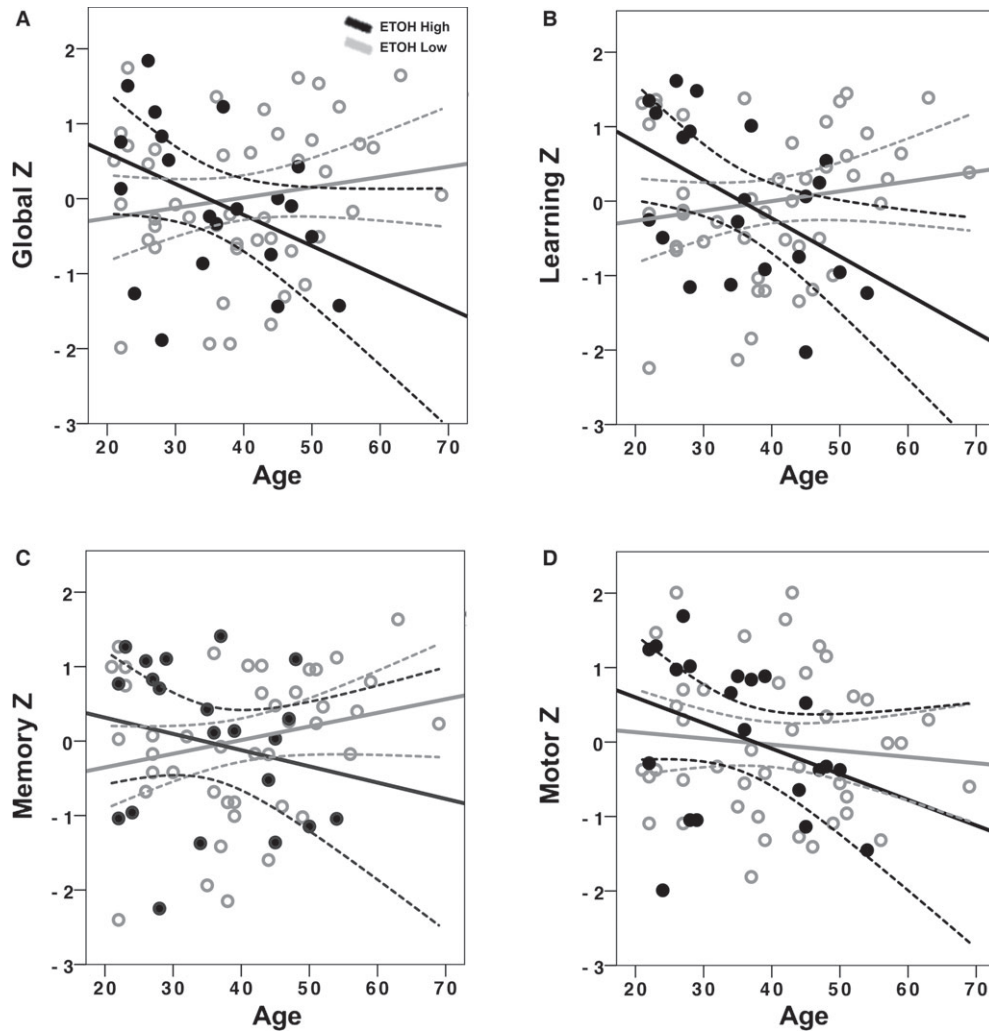 A
ETOH High
ETOH Low
2
1
0
- 1
- 2
- 3
Global Z
20 30 40 50 60 70
Age
B
2
1
0
- 1
- 2
- 3
Learning Z
20 30 40 50 60 70
Age
C
2
1
0
- 1
- 2
- 3
Memory Z
20 30 40 50 60 70
Age
D
2
1
0
- 1
- 2
- 3
Motor Z
20 30 40 50 60 70
Age